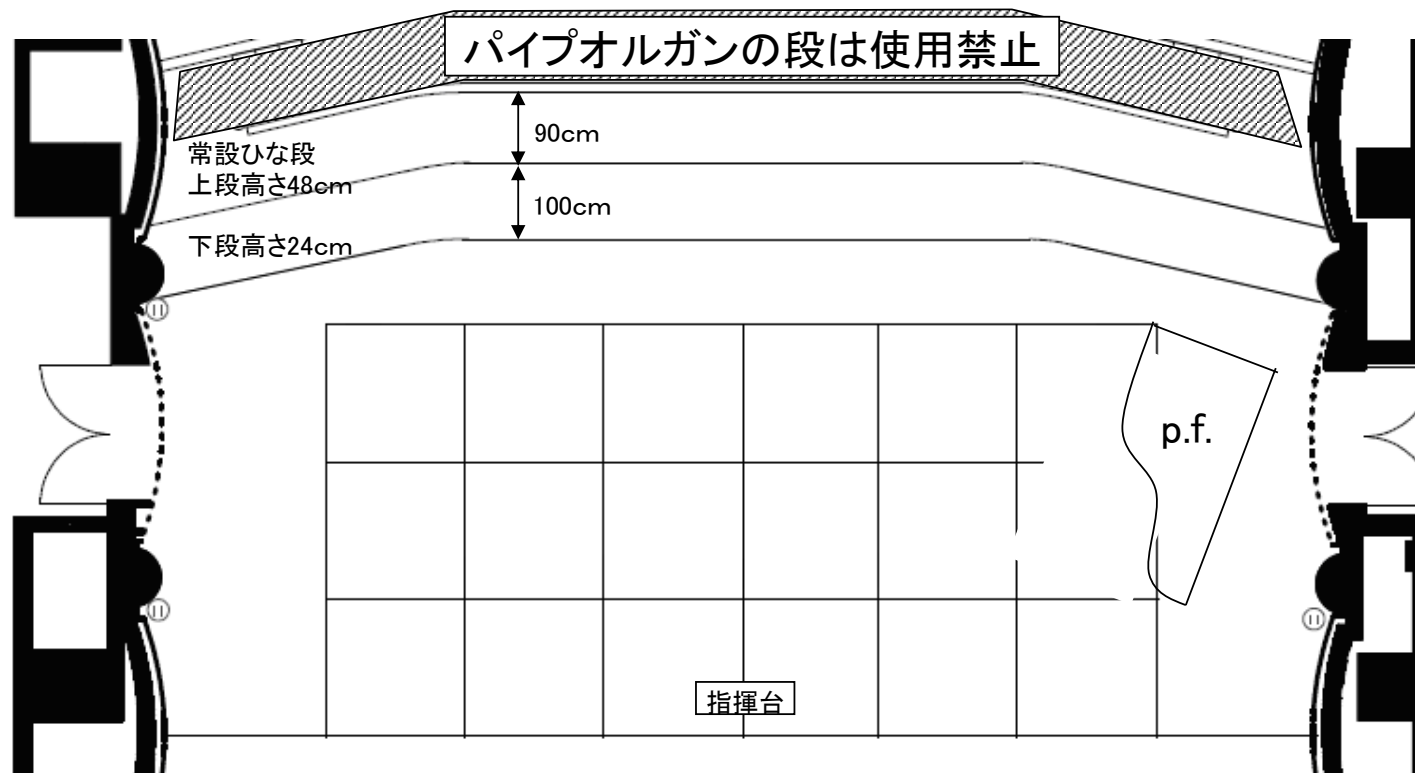 パイプオルガンの段は使用禁止
90cm
常設ひな段
上段高さ48cm
100cm
下段高さ24cm
p.f.
指揮台